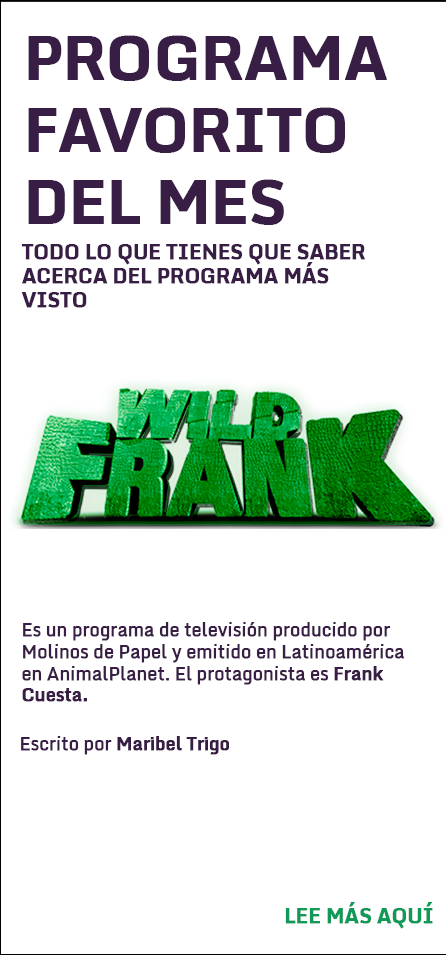 PROGRAMA
FAVORITO
DEL MES
TODO LO QUE TIENES QUE SABER
ACERCA DEL PROGRAMA MÁS
VISTO
WILD
FRANK
Es un programa de televisión producido por
Molinos de Papel y emitido en Latinoamérica
en AnimalPlanet. El protagonista es Frank
Cuesta.
Escrito por Maribel Trigo
LEE MÁS AQUÍ